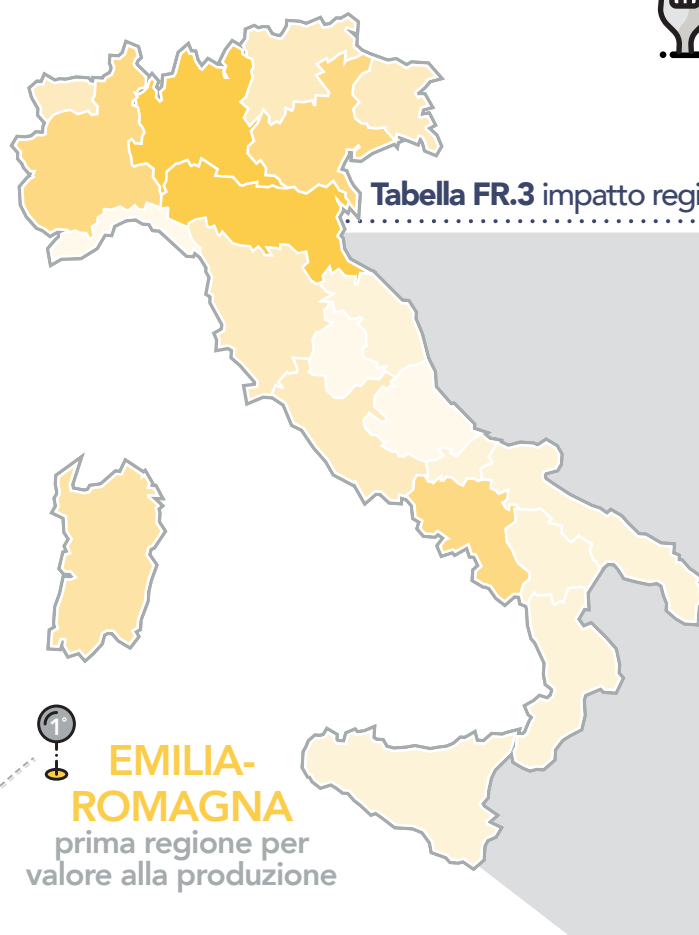 Tabella FR.3 impatto regi
1°
EMILIA-
ROMAGNA
prima regione per
valore alla produzione